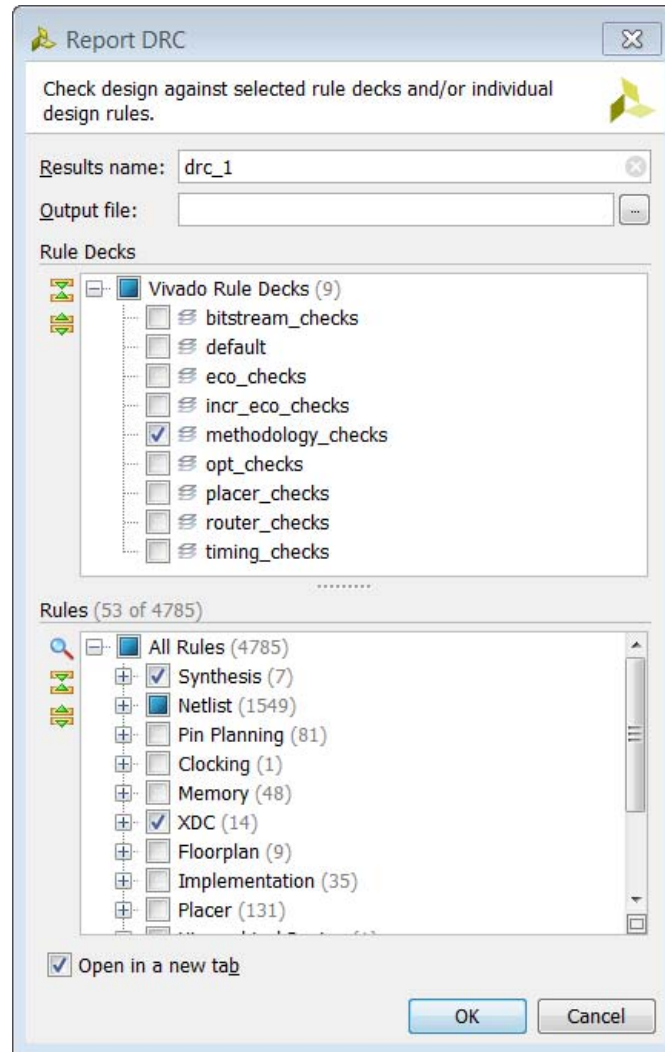 Report DRC
Check design against selected rule decks and/or individual
design rules.
Results name: drc_1
Output file:
...
Rule Decks
Vivado Rule Decks (9)
bitstream_checks
default
eco_checks
incr_eco_checks
methodology_checks
opt_checks
placer_checks
router_checks
timing_checks
Rules (53 of 4785)
All Rules (4785)
Synthesis (7)
Netlist (1549)
Pin Planning (81)
Clocking (1)
Memory (48)
XDC (14)
Floorplan (9)
Implementation (35)
Placer (131)
Open in a new tab
OK Cancel